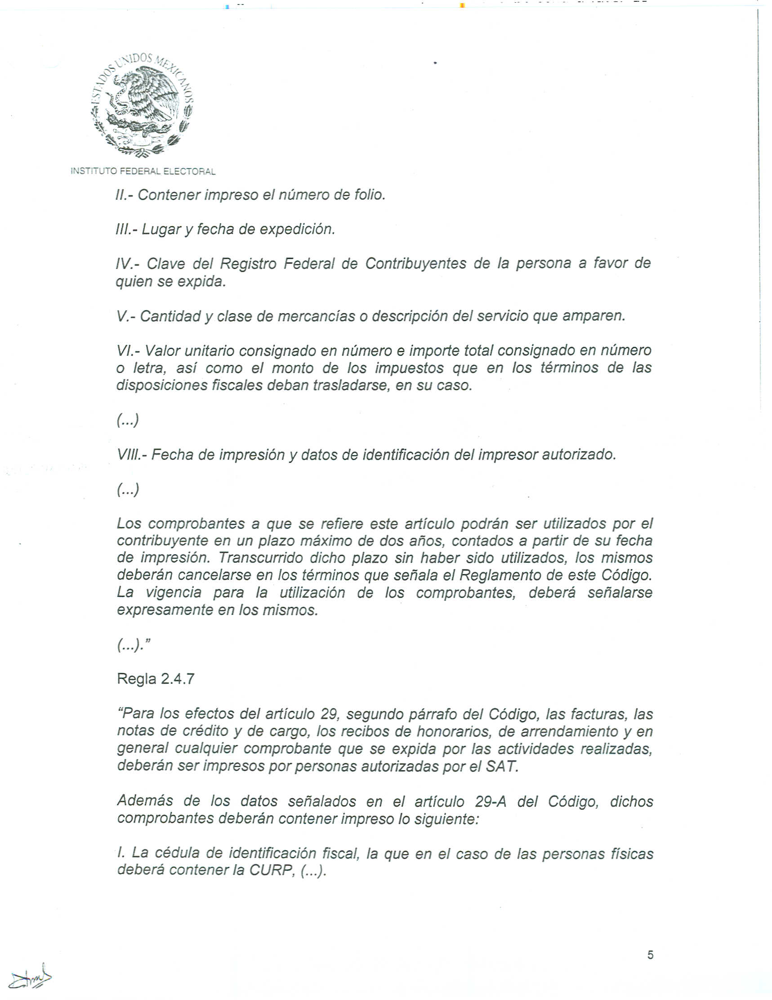 ESTADOS UNIDOS MEXICANOS
INSTITUTO FEDERAL ELECTORAL
II.- Contener impreso el número de folio.
III.- Lugar y fecha de expedición.
IV.- Clave del Registro Federal de Contribuyentes de la persona a favor de
quien se expida.
V.- Cantidad y clase de mercancías o descripción del servicio que amparen.
VI.- Valor unitario consignado en número e importe total consignado en número
o letra, así como el monto de los impuestos que en los términos de las
disposiciones fiscales deban trasladarse, en su caso.
(...)
VIII.- Fecha de impresión y datos de identificación del impresor autorizado.
(...)
Los comprobantes a que se refiere este artículo podrán ser utilizados por el
contribuyente en un plazo máximo de dos años, contados a partir de su fecha
de impresión. Transcurrido dicho plazo sin haber sido utilizados, los mismos
deberán cancelarse en los términos que señala el Reglamento de este Código.
La vigencia para la utilización de los comprobantes, deberá señalarse
expresamente en los mismos.
(...).”
Regla 2.4.7
“Para los efectos del artículo 29, segundo párrafo del Código, las facturas, las
notas de crédito y de cargo, los recibos de honorarios, de arrendamiento y en
general cualquier comprobante que se expida por las actividades realizadas,
deberán ser impresos por personas autorizadas por el SAT.
Además de los datos señalados en el artículo 29-A del Código, dichos
comprobantes deberán contener impreso lo siguiente:
I. La cédula de identificación fiscal, la que en el caso de las personas físicas
deberá contener la CURP, (...).
5